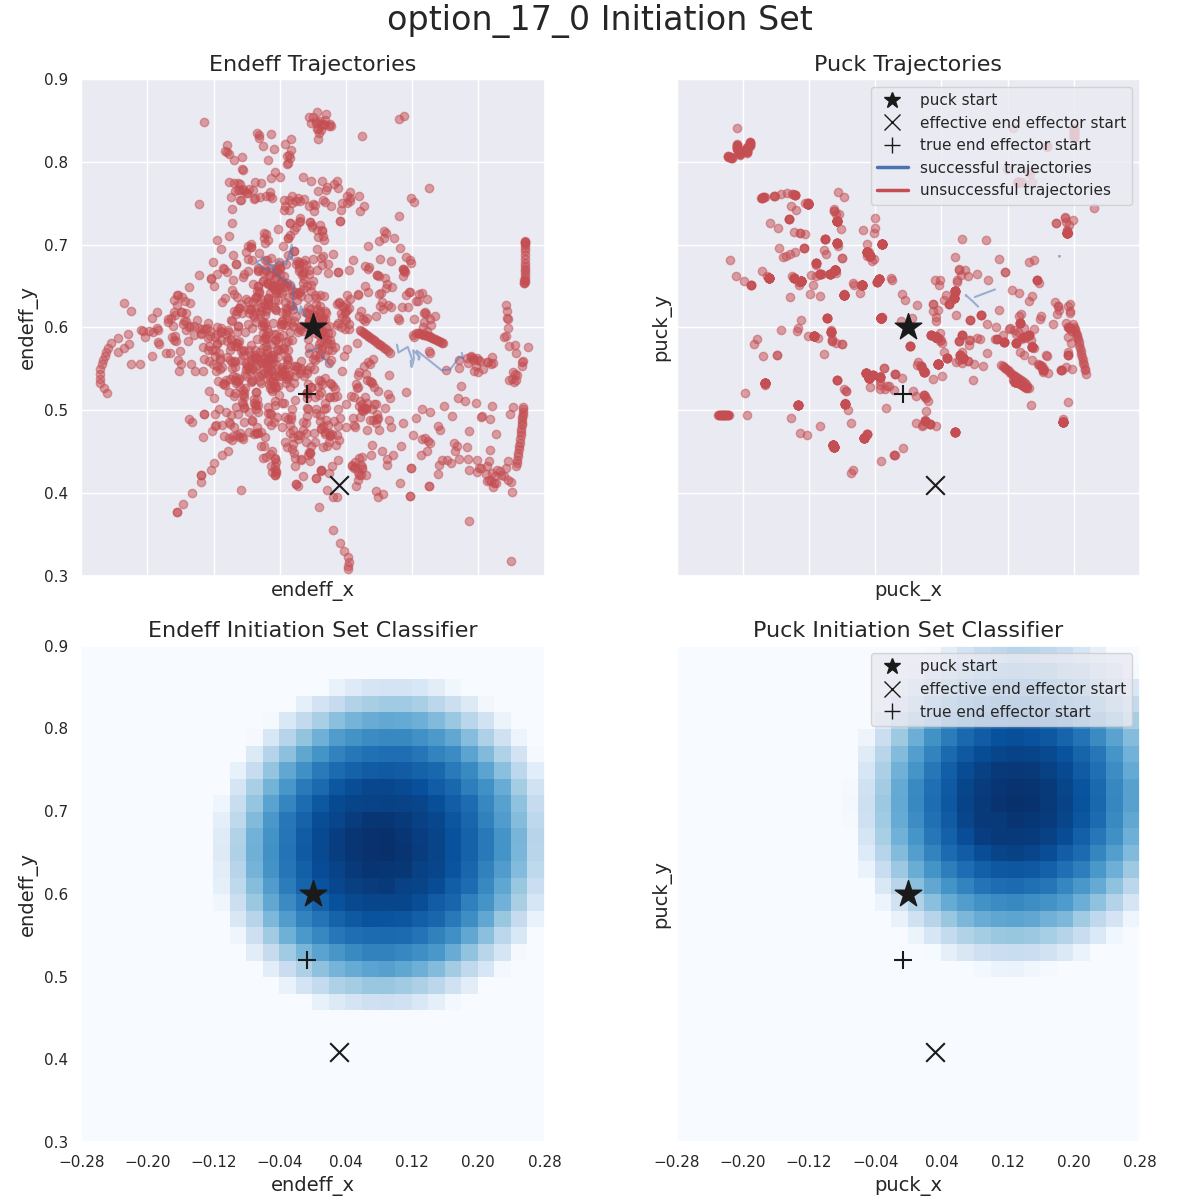 option_17_0 Initiation Set
Endeff Trajectories
Puck Trajectories
0.9
0.8
0.7
0.6
0.5
0.4
0.3
endeff_y
endeff_x
puck start
effective end effector start
true end effector start
successful trajectories
unsuccessful trajectories
puck_y
puck_x
Endeff Initiation Set Classifier
Puck Initiation Set Classifier
0.9
0.8
0.7
0.6
0.5
0.4
0.3
endeff_y
−0.28 −0.20 −0.12 −0.04 0.04 0.12 0.20 0.28
endeff_x
puck start
effective end effector start
true end effector start
puck_y
−0.28 −0.20 −0.12 −0.04 0.04 0.12 0.20 0.28
puck_x